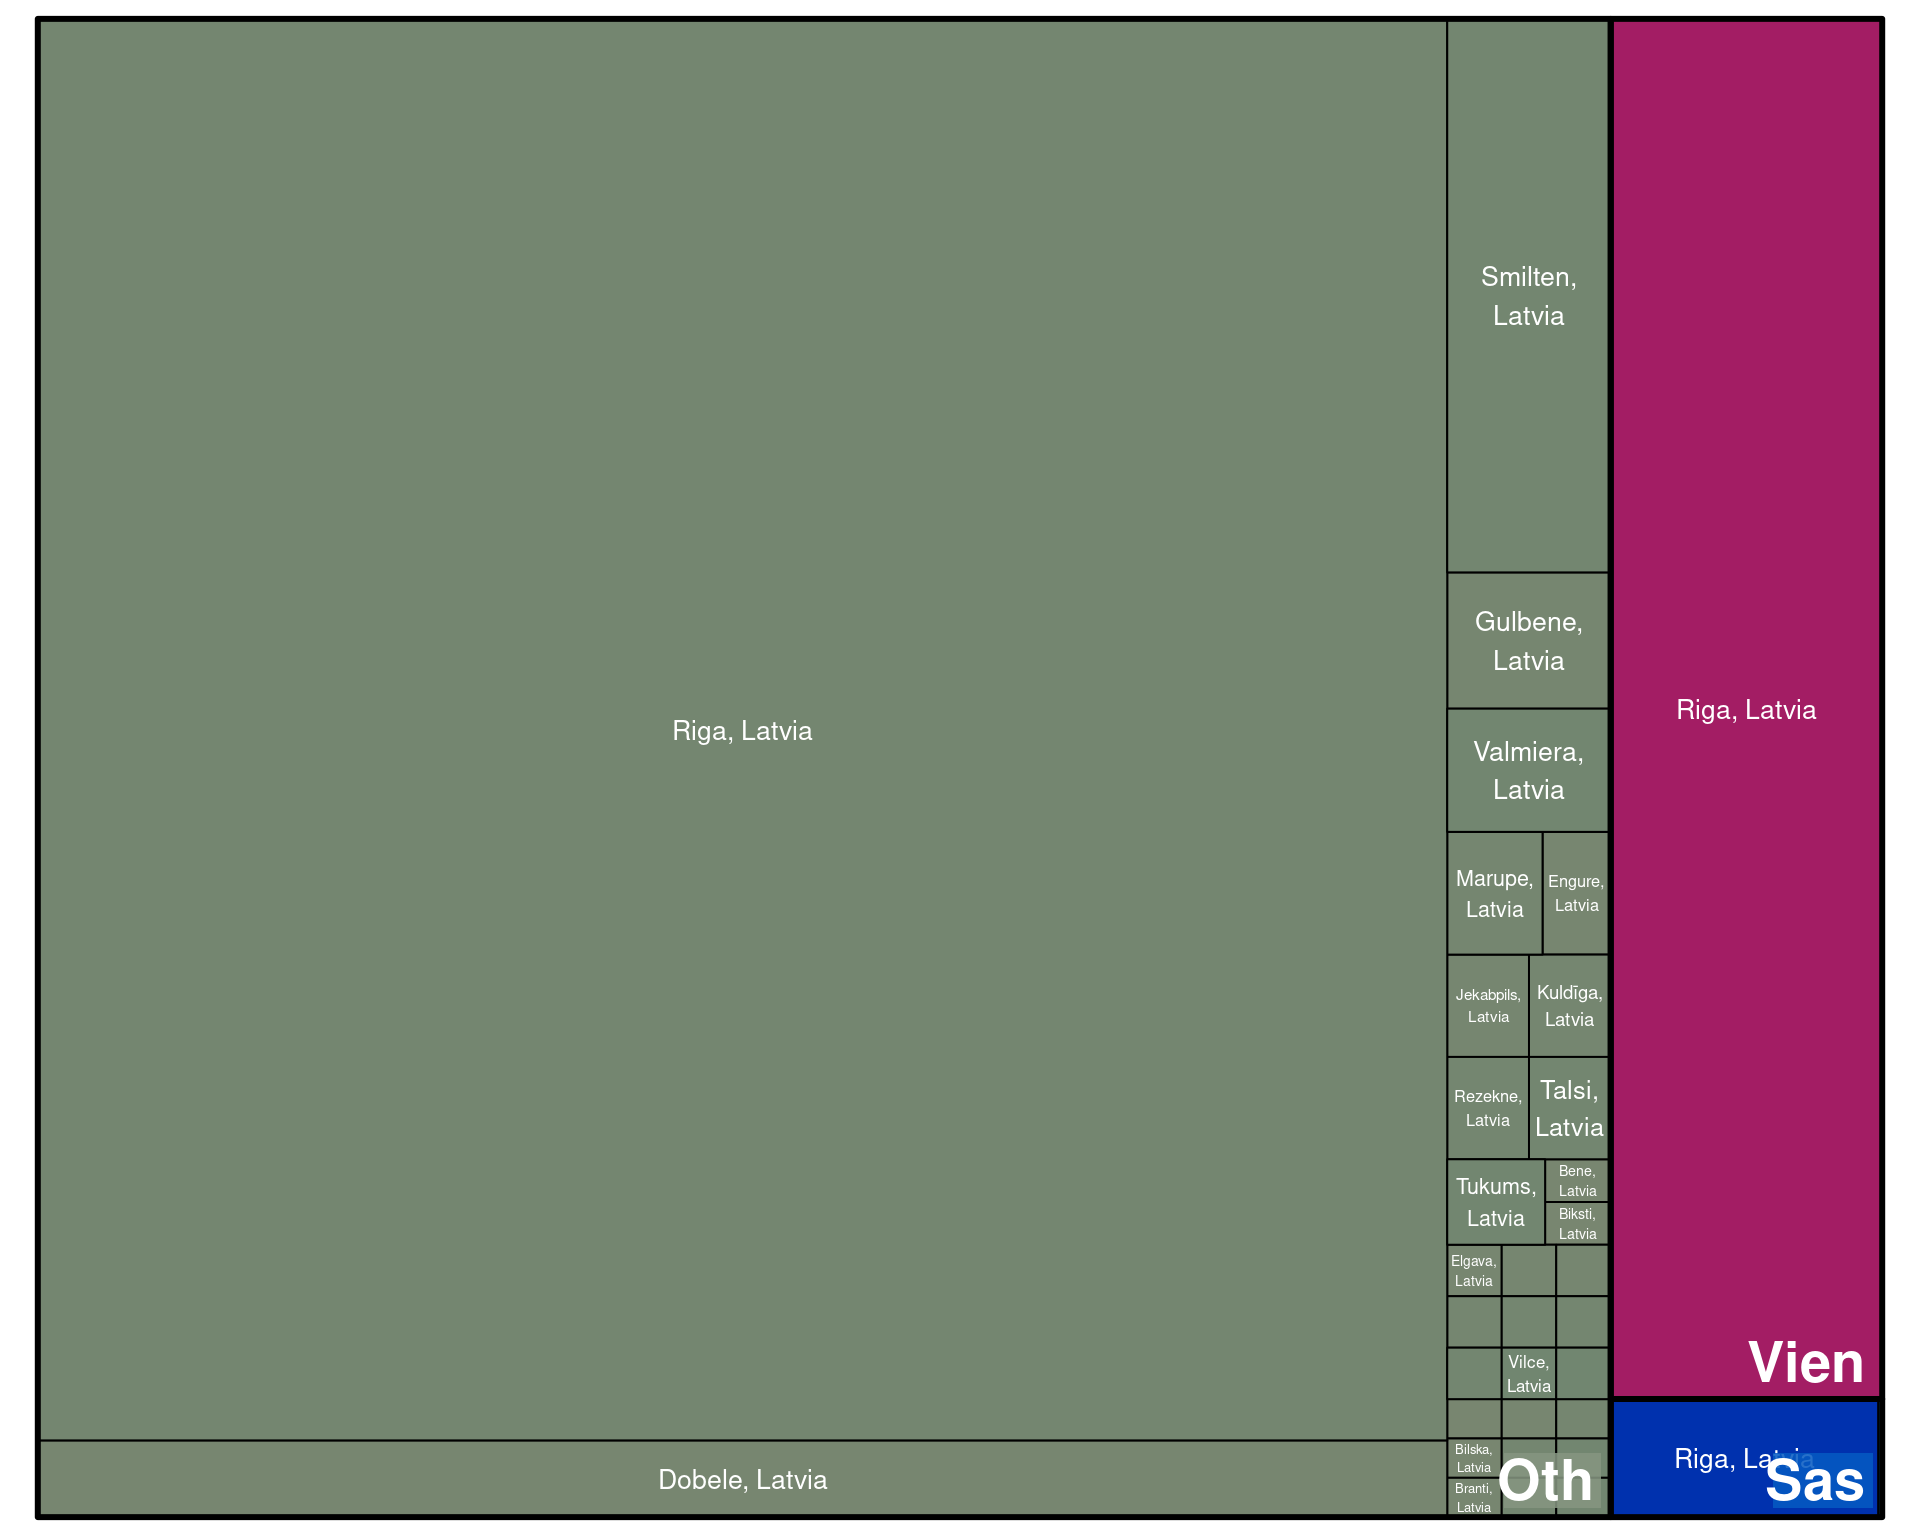 Riga, Latvia
Dobele, Latvia
Smilten,
Latvia
Gulbene,
Latvia
Valmiera,
Latvia
Marupe,
Latvia
Engure,
Latvia
Jekabpils,
Latvia
Kuldīga,
Latvia
Rezekne,
Latvia
Talsi,
Latvia
Tukums,
Latvia
Bene,
Latvia
Biksti,
Latvia
Elgava,
Latvia
Vilce,
Latvia
Bilska,
Latvia
Branti,
Latvia
Oth
Riga, Latvia
Vien
Riga, Latvia
Sas